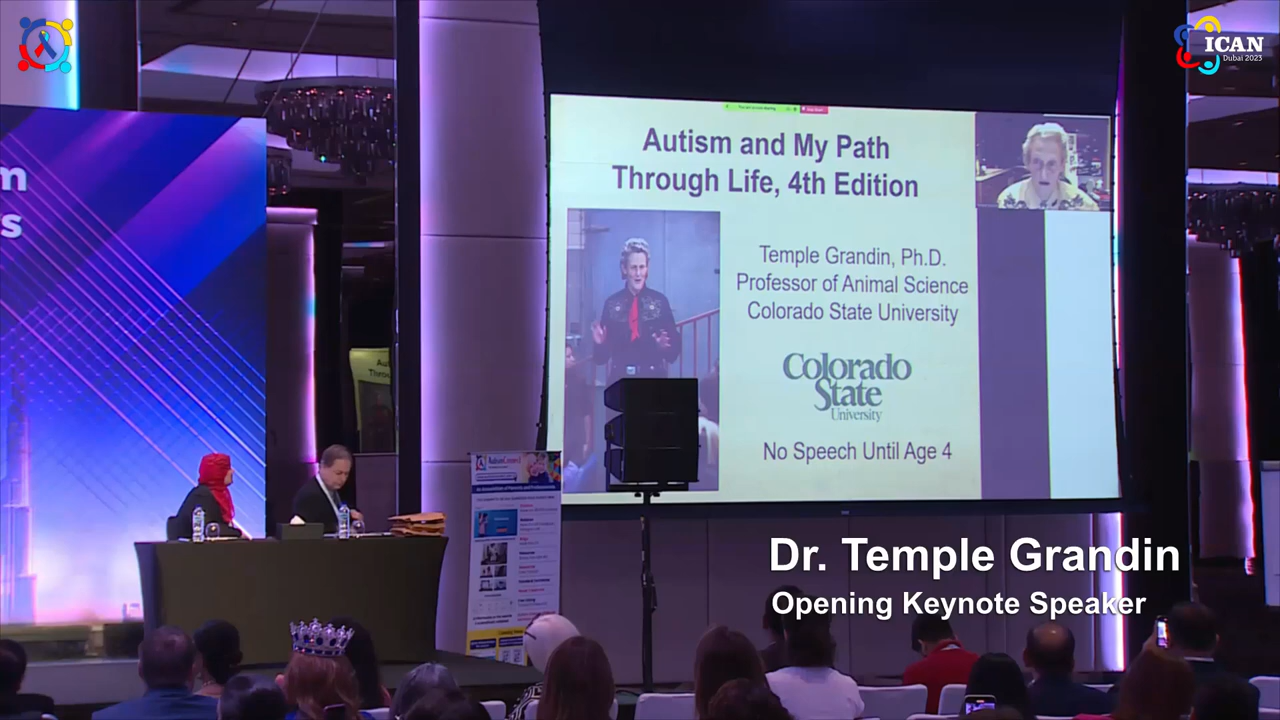 ICAN
Dubai 2023
m
s
Autism and My Path
Through Life, 4th Edition
Temple Grandin, Ph.D.
Professor of Animal Science
Colorado State University
Colorado
State
University
No Speech Until Age 4
Dr. Temple Grandin
Opening Keynote Speaker